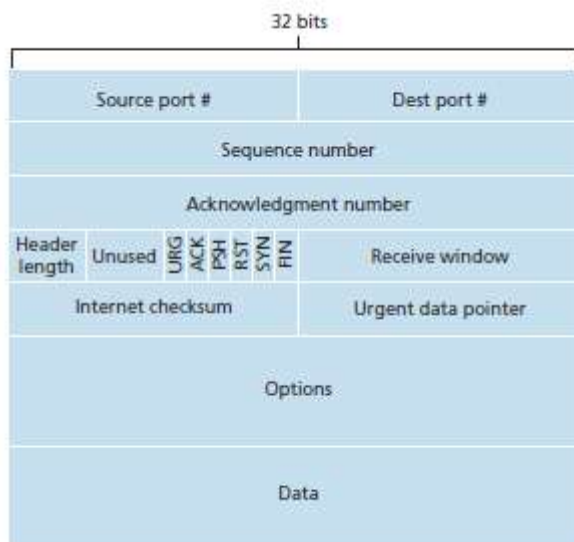 32 bits
Source port # Dest port #
Sequence number
Acknowledgment number
Header length Unused URG ACK PSH RST SYN FIN Receive window
Internet checksum Urgent data pointer
Options
Data